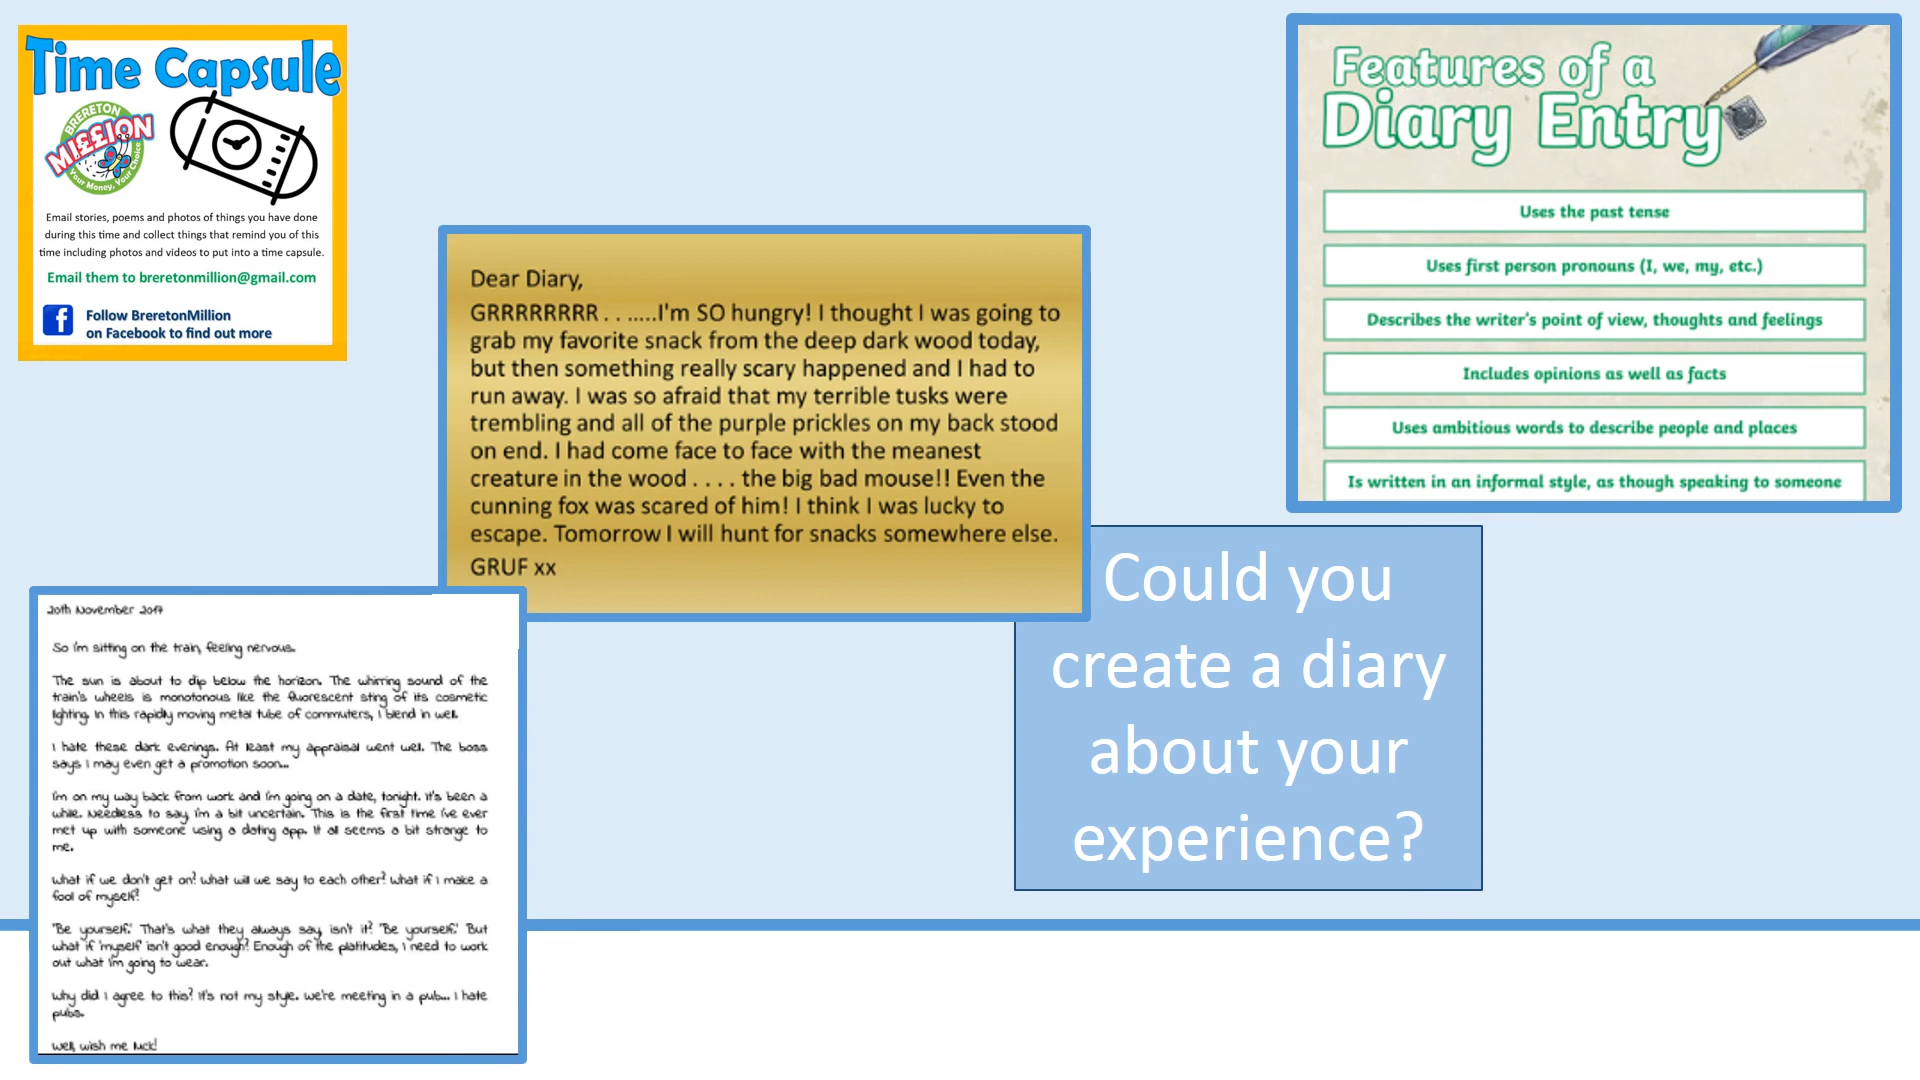 Time Capsule
BRERETON
MI££ION
Your Money, Your Choice
Email stories, poems and photos of things you have done
during this time and collect things that remind you of this
time including photos and videos to put into a time capsule.
Email them to breretonmillion@gmail.com
f
Follow BreretonMillion
on Facebook to find out more
Dear Diary,
GRRRRRRRR . . ......I'm SO hungry! I thought I was going to
grab my favorite snack from the deep dark wood today,
but then something really scary happened and I had to
run away. I was so afraid that my terrible tusks were
trembling and all of the purple prickles on my back stood
on end. I had come face to face with the meanest
creature in the wood . . . . the big bad mouse!! Even the
cunning fox was scared of him! I think I was lucky to
escape. Tomorrow I will hunt for snacks somewhere else.
GRUF xx
Features of a
Diary Entry
Uses the past tense
Uses first person pronouns (I, we, my, etc.)
Describes the writer's point of view, thoughts and feelings
Includes opinions as well as facts
Uses ambitious words to describe people and places
Is written in an informal style, as though speaking to someone
Could you
create a diary
about your
experience?
20th November 2017
So I'm sitting on the train, feeling nervous.
The sun is about to dip below the horizon. The whirring sound of the
train's wheels is monotonous like the fluorescent sting of its cosmetic
lighting. In this rapidly moving metal tube of commuters, I blend in well.
I hate these dark evenings. At least my appraisal went well. The boss
says I may even get a promotion soon...
I'm on my way back from work and I'm going on a date, tonight. It's been a
while. Needless to say, I'm a bit uncertain. This is the first time I've ever
met up with someone using a dating app. It all seems a bit strange to
me.
What if we don't get on? What will we say to each other? What if I make a
fool of myself?
'Be yourself.' That's what they always say, isn't it? 'Be yourself.' But
what if 'myself' isn't good enough? Enough of the platitudes, I need to work
out what I'm going to wear.
Why did I agree to this? It's not my style. We're meeting in a pub... I hate
pubs.
Well, wish me luck!